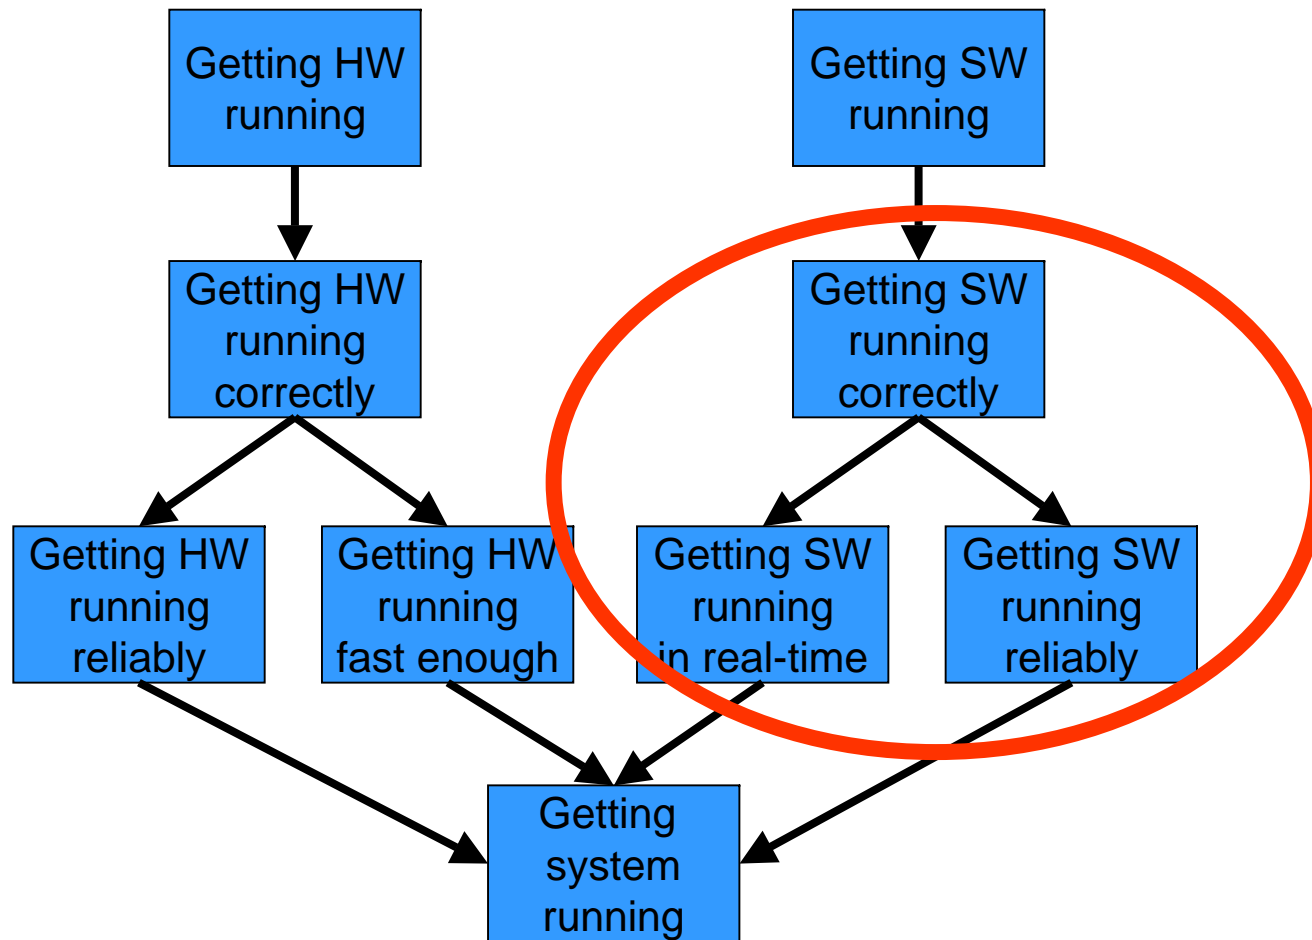 Getting HW
running
Getting SW
running
Getting HW
running
correctly
Getting SW
running
correctly
Getting HW
running
reliably
Getting HW
running
fast enough
Getting SW
running
in real-time
Getting SW
running
reliably
Getting
system
running